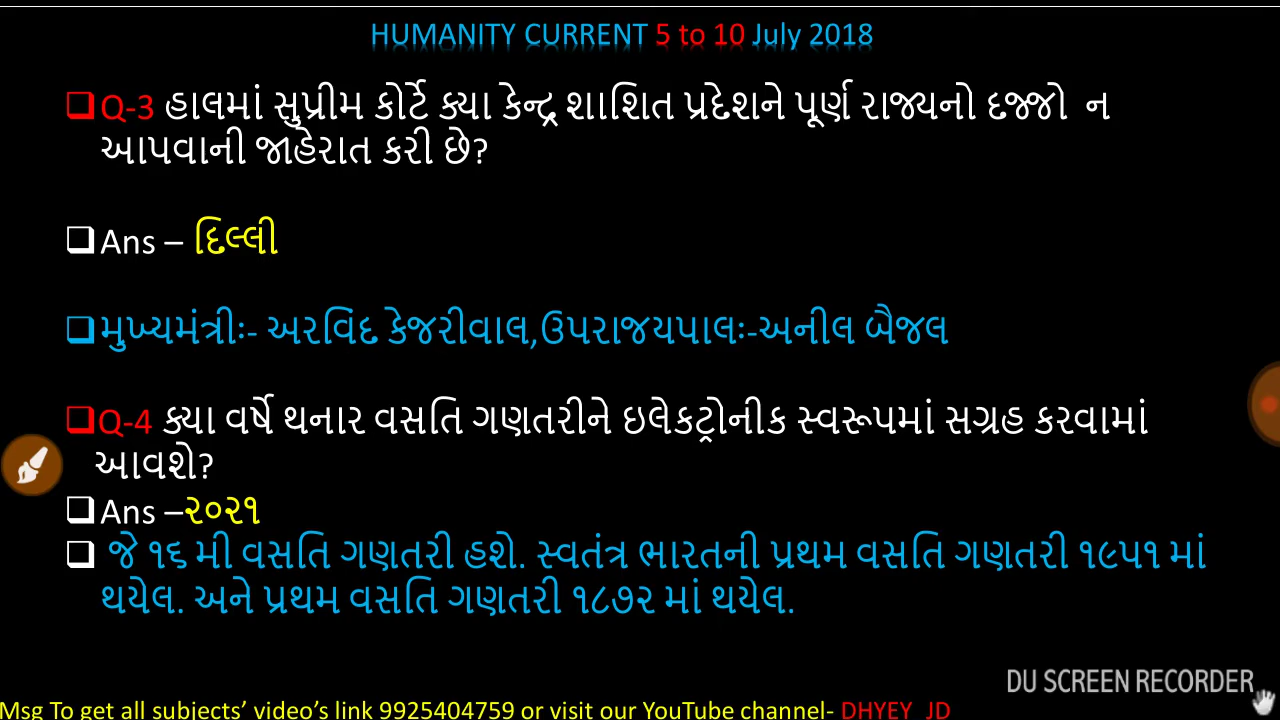 HUMANITY CURRENT 5 to 10 July 2018
Q-3 હાલમાં સુપ્રીમ કોર્ટે ક્યા કેન્દ્ર શાશિત પ્રદેશને પૂર્ણ રાજ્યનો દજ્જો ન
આપવાની જાહેરાત કરી છે?
Ans – દિલ્લી
મુખ્યમંત્રીઃ- અરવિંદ કેજરીવાલ,ઉપરાજયપાલઃ-અનીલ બૈજલ
Q-4 ક્યા વર્ષે થનાર વસતિ ગણતરીને ઇલેકટ્રોનીક સ્વરૂપમાં સગ્રહ કરવામાં
આવશે?
Ans –૨૦૨૧
જે ૧૬ મી વસતિ ગણતરી હશે. સ્વતંત્ર ભારતની પ્રથમ વસતિ ગણતરી ૧૯૫૧ માં
થયેલ. અને પ્રથમ વસતિ ગણતરી ૧૮૭૨ માં થયેલ.
DU SCREEN RECORDER
Msg To get all subjects’ video’s link 9925404759 or visit our YouTube channel- DHYEY JD